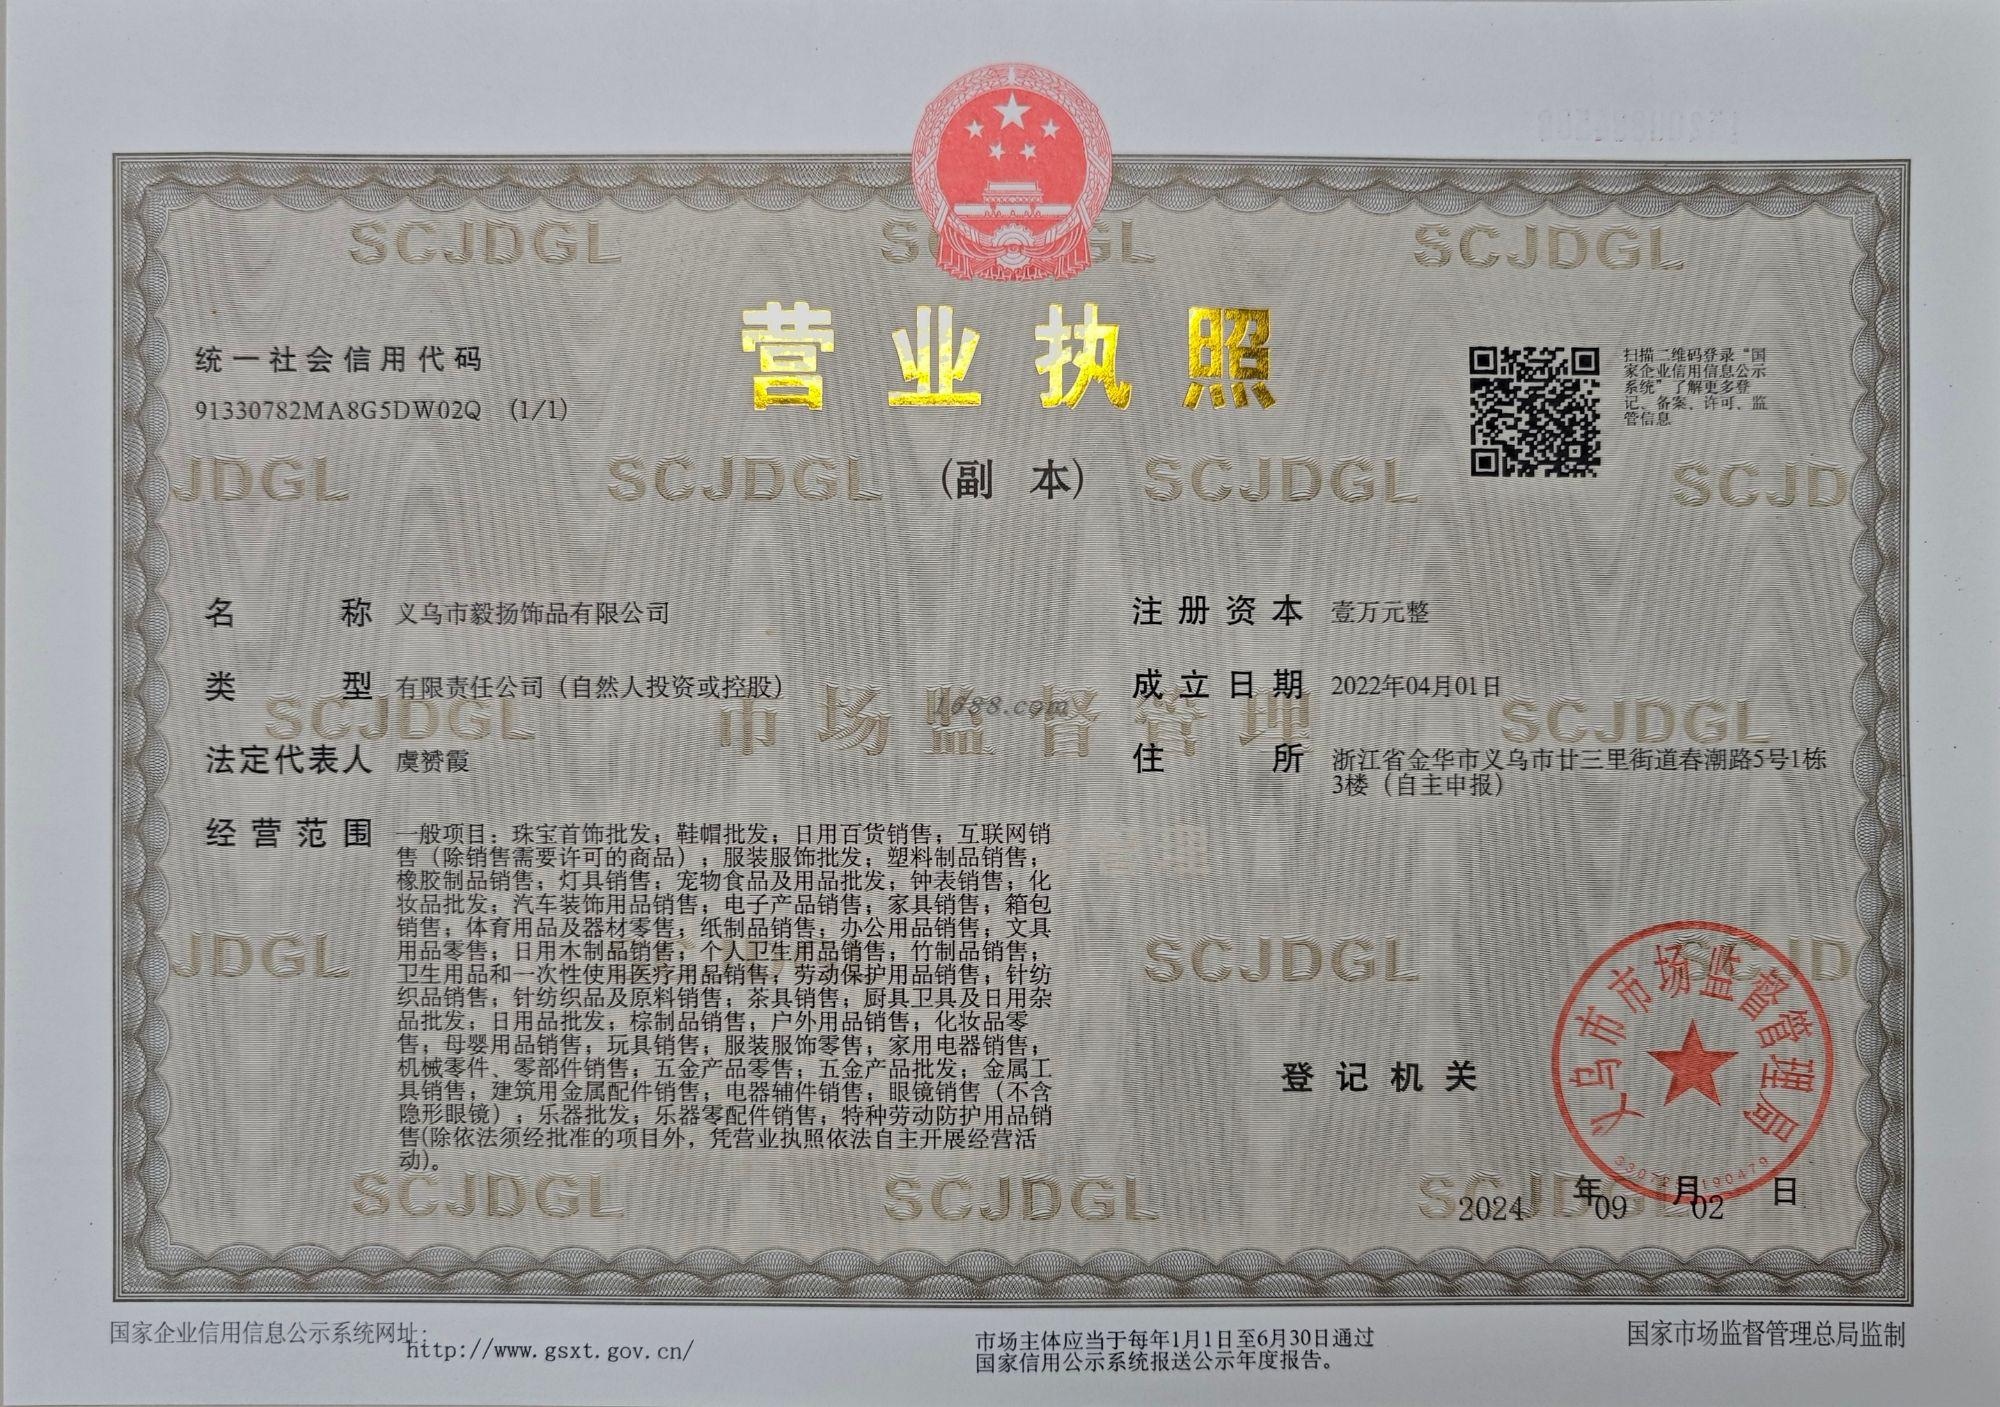 SCJDGL SCJDGL SCJDGL
营业执照
统一社会信用代码
91330782MA8G5DW02Q (1/1)
扫描二维码登录“国
家企业信用信息公示
系统”了解更多登
记、备案、许可、监
管信息
(副 本)
JDGL SCJDGL SCJDGL SCJD
名 称 义乌市毅扬饰品有限公司
类 型 有限责任公司（自然人投资或控股）
法定代表人 虞赟霞
注册资本 壹万元整
成立日期 2022年04月01日
住 所 浙江省金华市义乌市廿三里街道春潮路5号1栋
3楼（自主申报）
SCJDGL 市场监督管理 SCJDGL
1688.com
经营范围 一般项目：珠宝首饰批发；鞋帽批发；日用百货销售；互联网销
售（除销售需要许可的商品）；服装服饰批发；塑料制品销售；
橡胶制品销售；灯具销售；宠物食品及用品批发；钟表销售；化
妆品批发；汽车装饰用品销售；电子产品销售；家具销售；箱包
销售；体育用品及器材零售；纸制品销售；办公用品销售；文具
用品零售；日用木制品销售；个人卫生用品销售；竹制品销售；
卫生用品和一次性使用医疗用品销售；劳动保护用品销售；针纺
织品销售；针纺织品及原料销售；茶具销售；厨具卫具及日用杂
品批发；日用品批发；棕制品销售；户外用品销售；化妆品零
售；母婴用品销售；玩具销售；服装服饰零售；家用电器销售；
机械零件、零部件销售；五金产品零售；五金产品批发；金属工
具销售；建筑用金属配件销售；电器辅件销售；眼镜销售（不含
隐形眼镜）；乐器批发；乐器零配件销售；特种劳动防护用品销
售(除依法须经批准的项目外，凭营业执照依法自主开展经营活
动)。
JDGL SCJDGL SCJD
登记机关
义乌市市场监督管理局
2024 年 09 月 02 日
SCJDGL SCJDGL SCJDGL
国家企业信用信息公示系统网址:
http://www.gsxt.gov.cn/
市场主体应当于每年1月1日至6月30日通过
国家信用公示系统报送公示年度报告。
国家市场监督管理总局监制